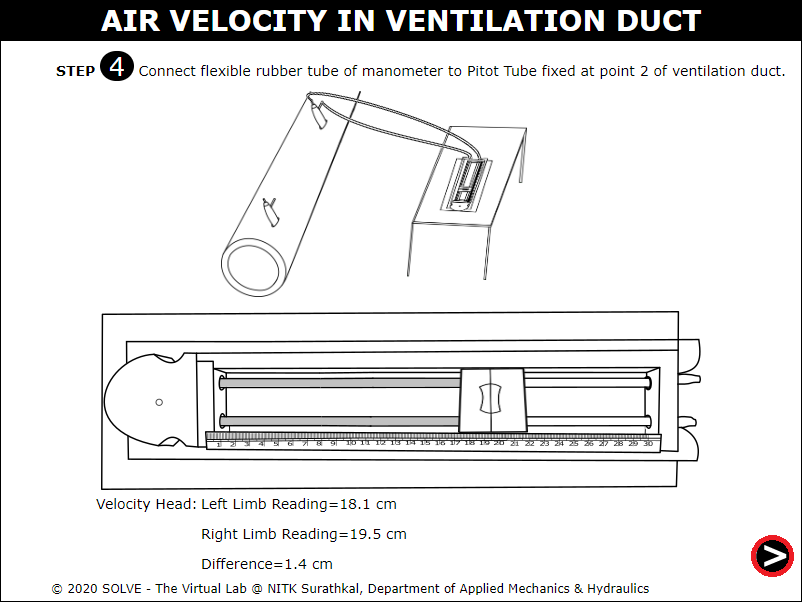 AIR VELOCITY IN VENTILATION DUCT
STEP 4 Connect flexible rubber tube of manometer to Pitot Tube fixed at point 2 of ventilation duct.
1 2 3 4 5 6 7 8 9 10 11 12 13 14 15 16 17 18 19 20 21 22 23 24 25 26 27 28 29 30
Velocity Head: Left Limb Reading=18.1 cm
Right Limb Reading=19.5 cm
Difference=1.4 cm
© 2020 SOLVE - The Virtual Lab @ NITK Surathkal, Department of Applied Mechanics & Hydraulics